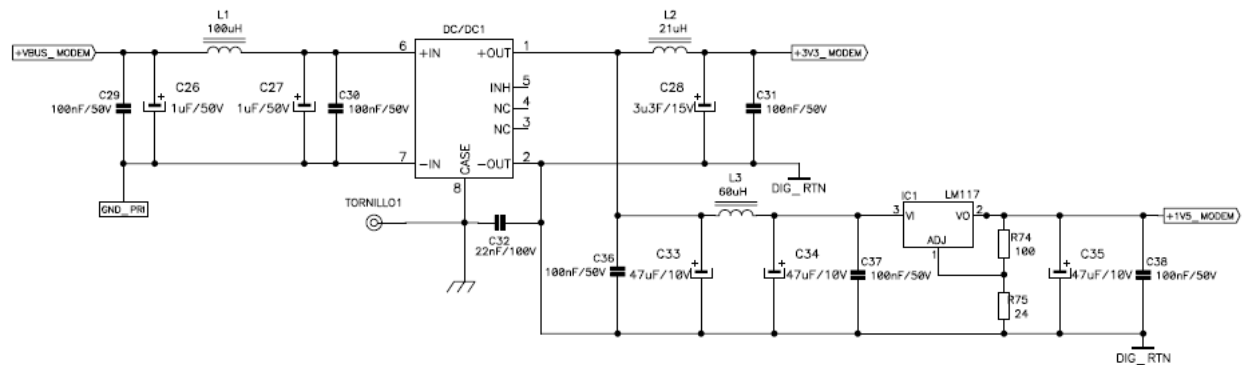 L1
100uH
DC/DC1
L2
21uH
+VBUS_MODEM
6
+IN
+OUT
1
+3V3_MODEM
C29
100nF/50V
C26
1uF/50V
C27
1uF/50V
C30
100nF/50V
INH
5
NC
4
NC
3
C28
3u3F/15V
C31
100nF/50V
7
-IN
CASE
-OUT
2
8
DIG_RTN
GND_PRI
TORNILLO1
C32
22nF/100V
L3
60uH
IC1
LM117
3
VI
VO
2
ADJ
1
+1V5_MODEM
R74
100
C36
100nF/50V
C33
47uF/10V
C34
47uF/10V
C37
100nF/50V
R75
24
C35
47uF/10V
C38
100nF/50V
DIG_RTN